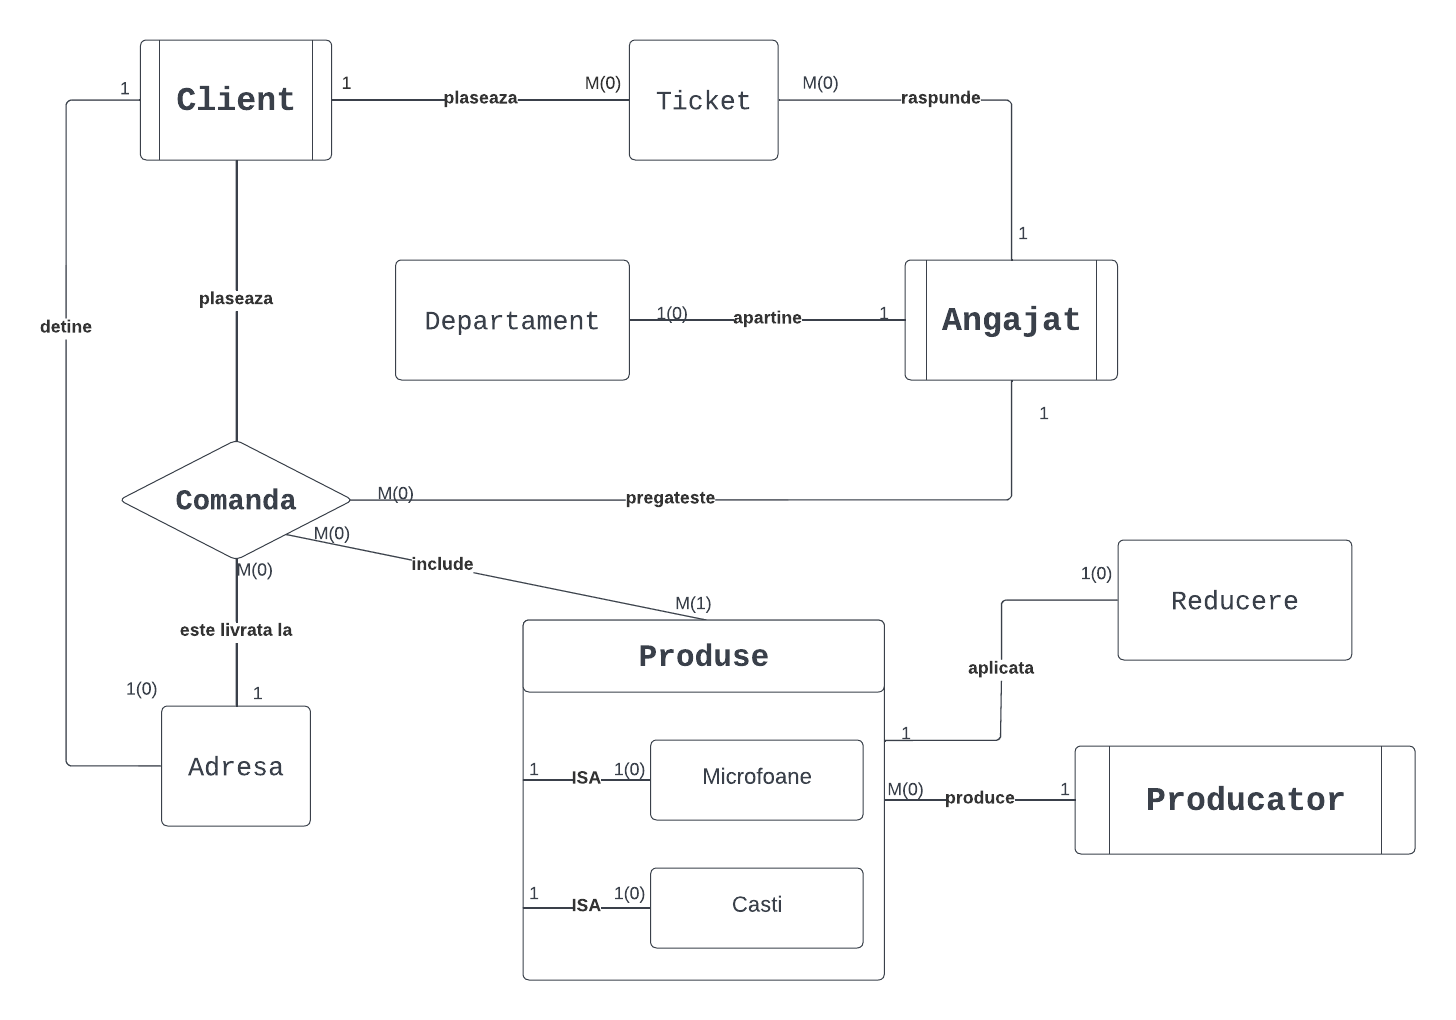 1
Client
1
plaseaza
M(0)
Ticket
M(0)
raspunde
1
plaseaza
detine
Departament
1(0)
apartine
1
Angajat
1
Comanda
M(0)
pregateste
M(0)
include
M(0)
M(1)
este livrata la
1(0)
1
Adresa
Produse
1(0)
Reducere
aplicata
1
1
ISA
1(0)
Microfoane
M(0)
produce
1
Producator
1
ISA
1(0)
Casti